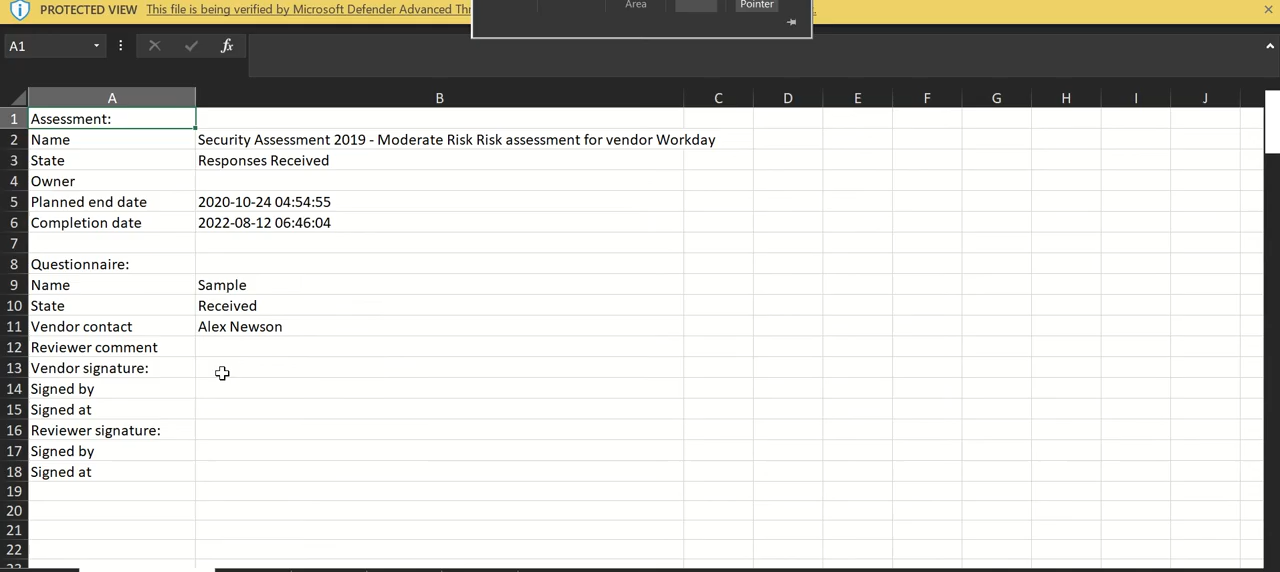 PROTECTED VIEW This file is being verified by Microsoft Defender Advanced
Area
Pointer
A1 fx
A B C D E F G H I J
1 Assessment:
2 Name Security Assessment 2019 - Moderate Risk Risk assessment for vendor Workday
3 State Responses Received
4 Owner
5 Planned end date 2020-10-24 04:54:55
6 Completion date 2022-08-12 06:46:04
7
8 Questionnaire:
9 Name Sample
10 State Received
11 Vendor contact Alex Newson
12 Reviewer comment
13 Vendor signature:
14 Signed by
15 Signed at
16 Reviewer signature:
17 Signed by
18 Signed at
19
20
21
22